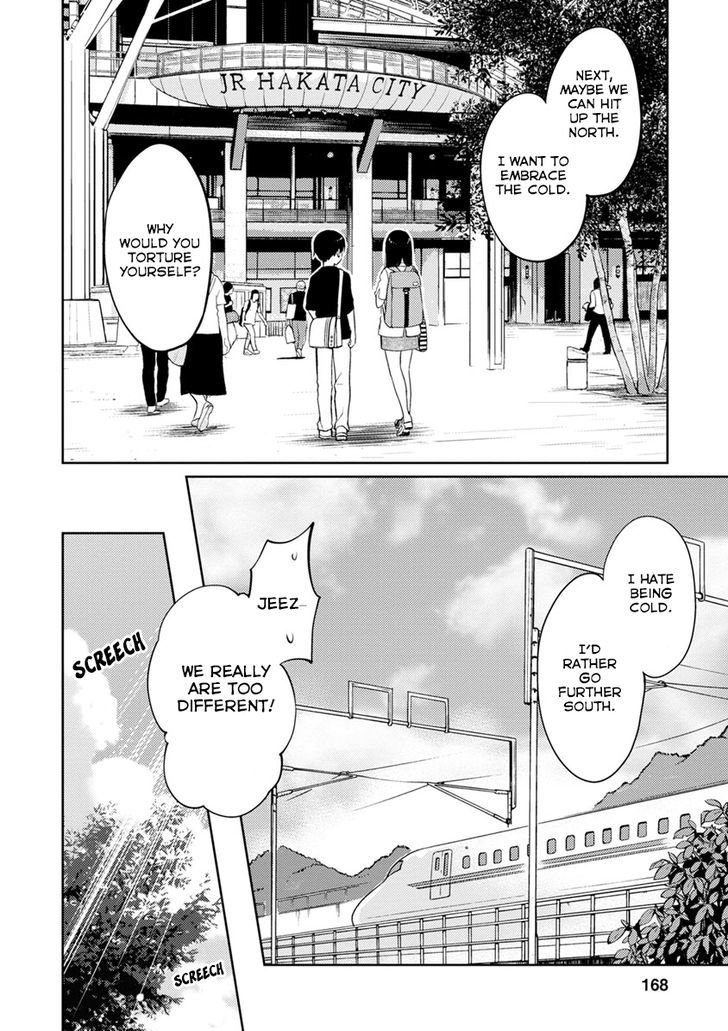 JR HAKATA CITY
NEXT,
MAYBE WE
CAN HIT
UP THE
NORTH.
I WANT TO
EMBRACE
THE COLD.
WHY
WOULD YOU
TORTURE
YOURSELF?
I HATE
BEING
COLD.
I'D
RATHER
GO
FURTHER
SOUTH.
JEEZ—
WE REALLY
ARE TOO
DIFFERENT!
SCREECH
SCREECH
168